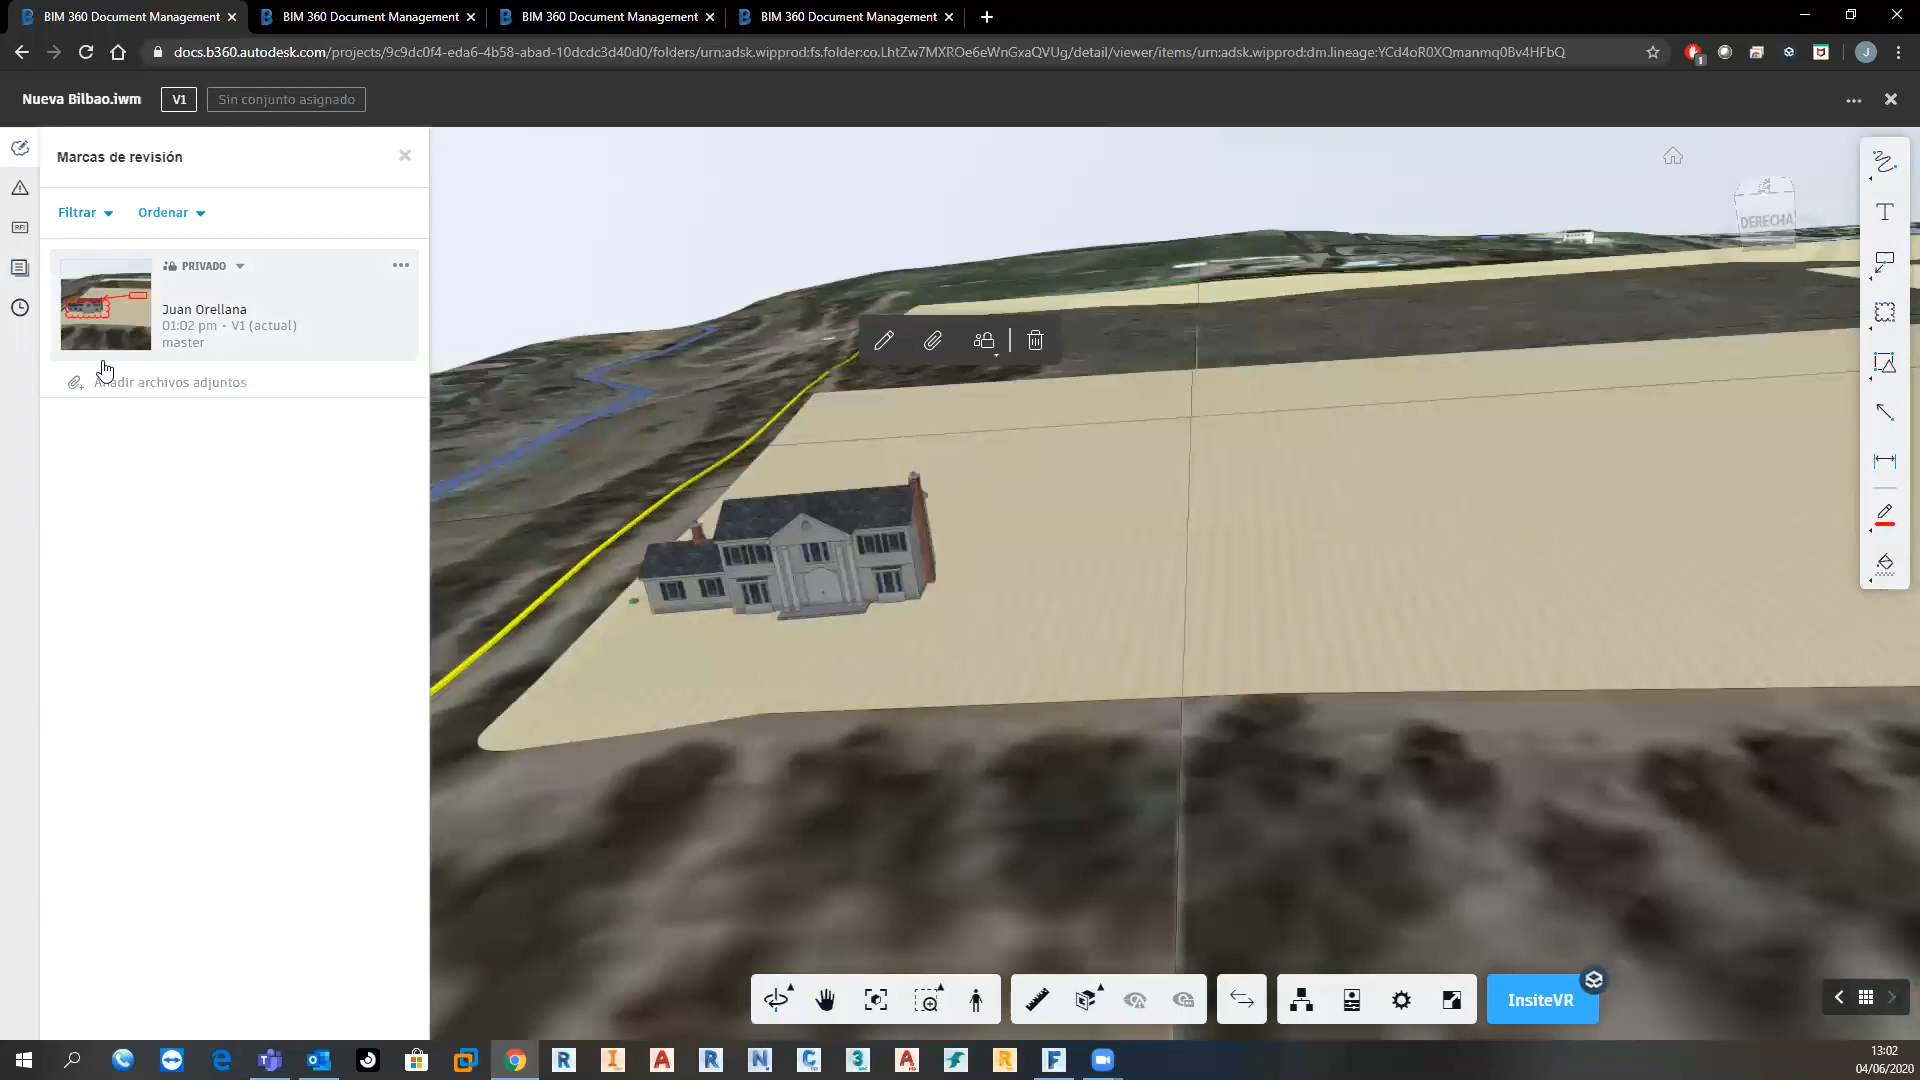 BIM 360 Document Management
BIM 360 Document Management
BIM 360 Document Management
BIM 360 Document Management
docs.b360.autodesk.com/projects/9c9dc0f4-eda6-4b58-abad-10dcdc3d40d0/folders/urn:adsk.wipprod:fs.folder:co.LhtZw7MXROe6eWnGxaQVUg/detail/viewer/items/urn:adsk.wipprod:dm.lineage:YCd4oR0XQmanmq0Bv4HFbQ
1
J
Nueva Bilbao.iwm
V1
Sin conjunto asignado
Marcas de revisión
Filtrar
Ordenar
PRIVADO
Juan Orellana
01:02 pm - V1 (actual)
master
Añadir archivos adjuntos
RFI
DERECHA
T
InsiteVR
R
I
A
R
N
C
3
A
R
F
13:02
04/06/2020